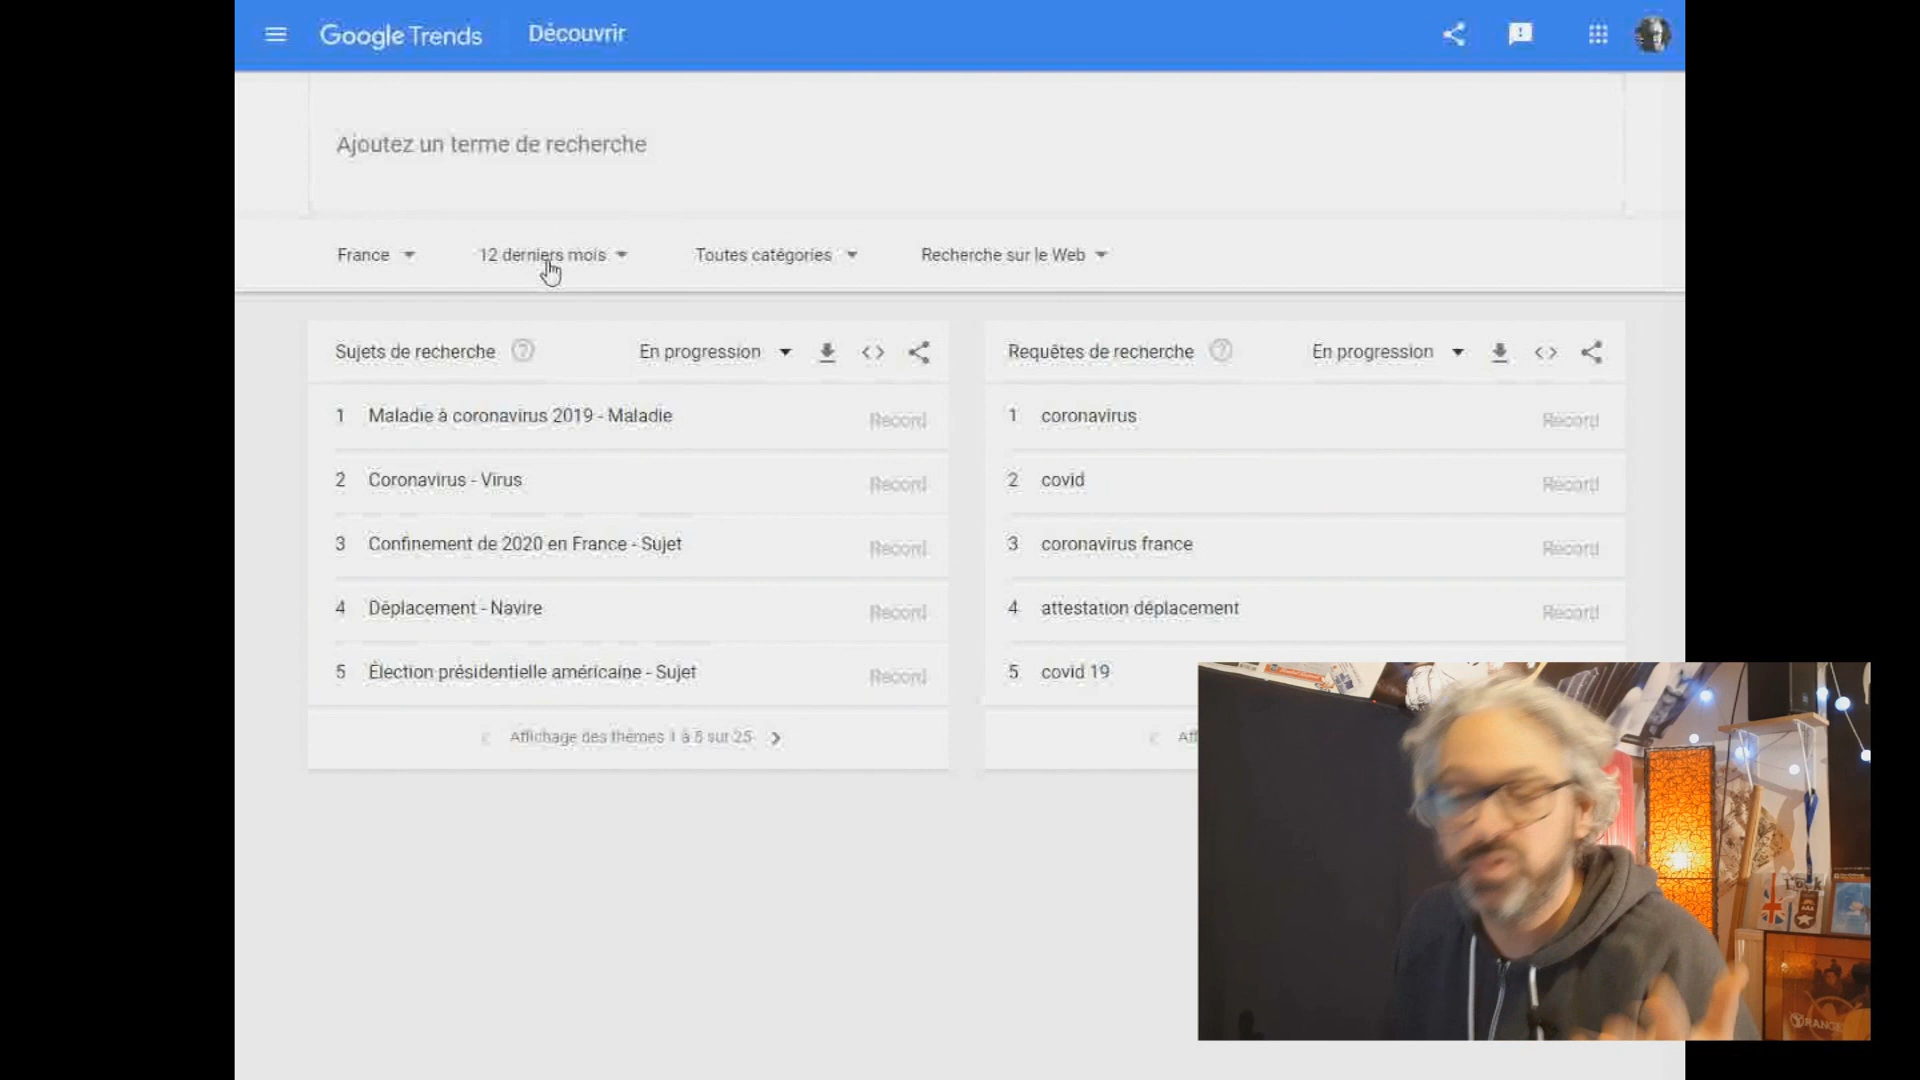 Google Trends Découvrir
Ajoutez un terme de recherche
France 12 derniers mois Toutes catégories Recherche sur le Web
Sujets de recherche ? En progression <>
1 Maladie à coronavirus 2019 - Maladie Record
2 Coronavirus - Virus Record
3 Confinement de 2020 en France - Sujet Record
4 Déplacement - Navire Record
5 Élection présidentielle américaine - Sujet Record
Affichage des thèmes 1 à 5 sur 25
Requêtes de recherche ? En progression <>
1 coronavirus Record
2 covid Record
3 coronavirus france Record
4 attestation déplacement Record
5 covid 19
Aff